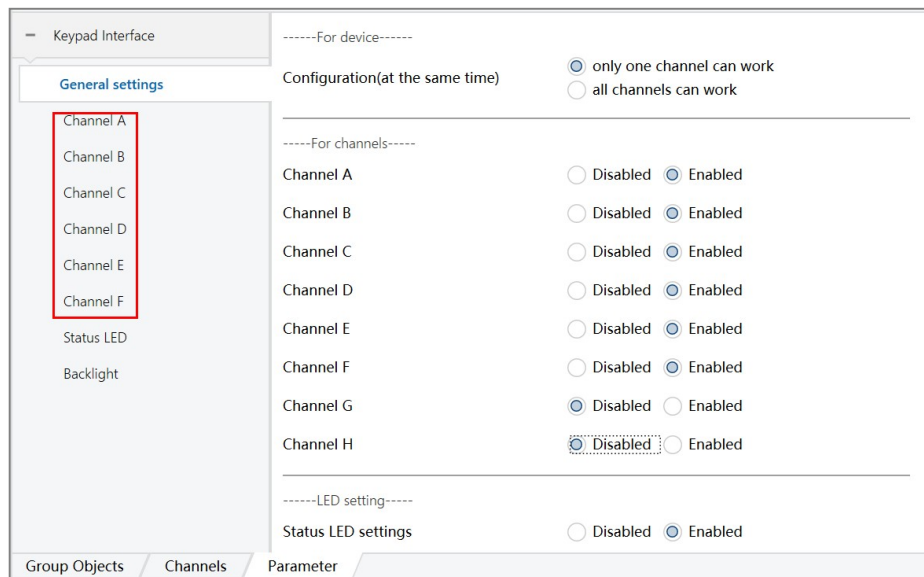 − Keypad Interface
General settings
Channel A
Channel B
Channel C
Channel D
Channel E
Channel F
Status LED
Backlight
------For device------
Configuration(at the same time)
only one channel can work
all channels can work
-----For channels-----
Channel A Disabled Enabled
Channel B Disabled Enabled
Channel C Disabled Enabled
Channel D Disabled Enabled
Channel E Disabled Enabled
Channel F Disabled Enabled
Channel G Disabled Enabled
Channel H Disabled Enabled
------LED setting-----
Status LED settings Disabled Enabled
Group Objects Channels Parameter